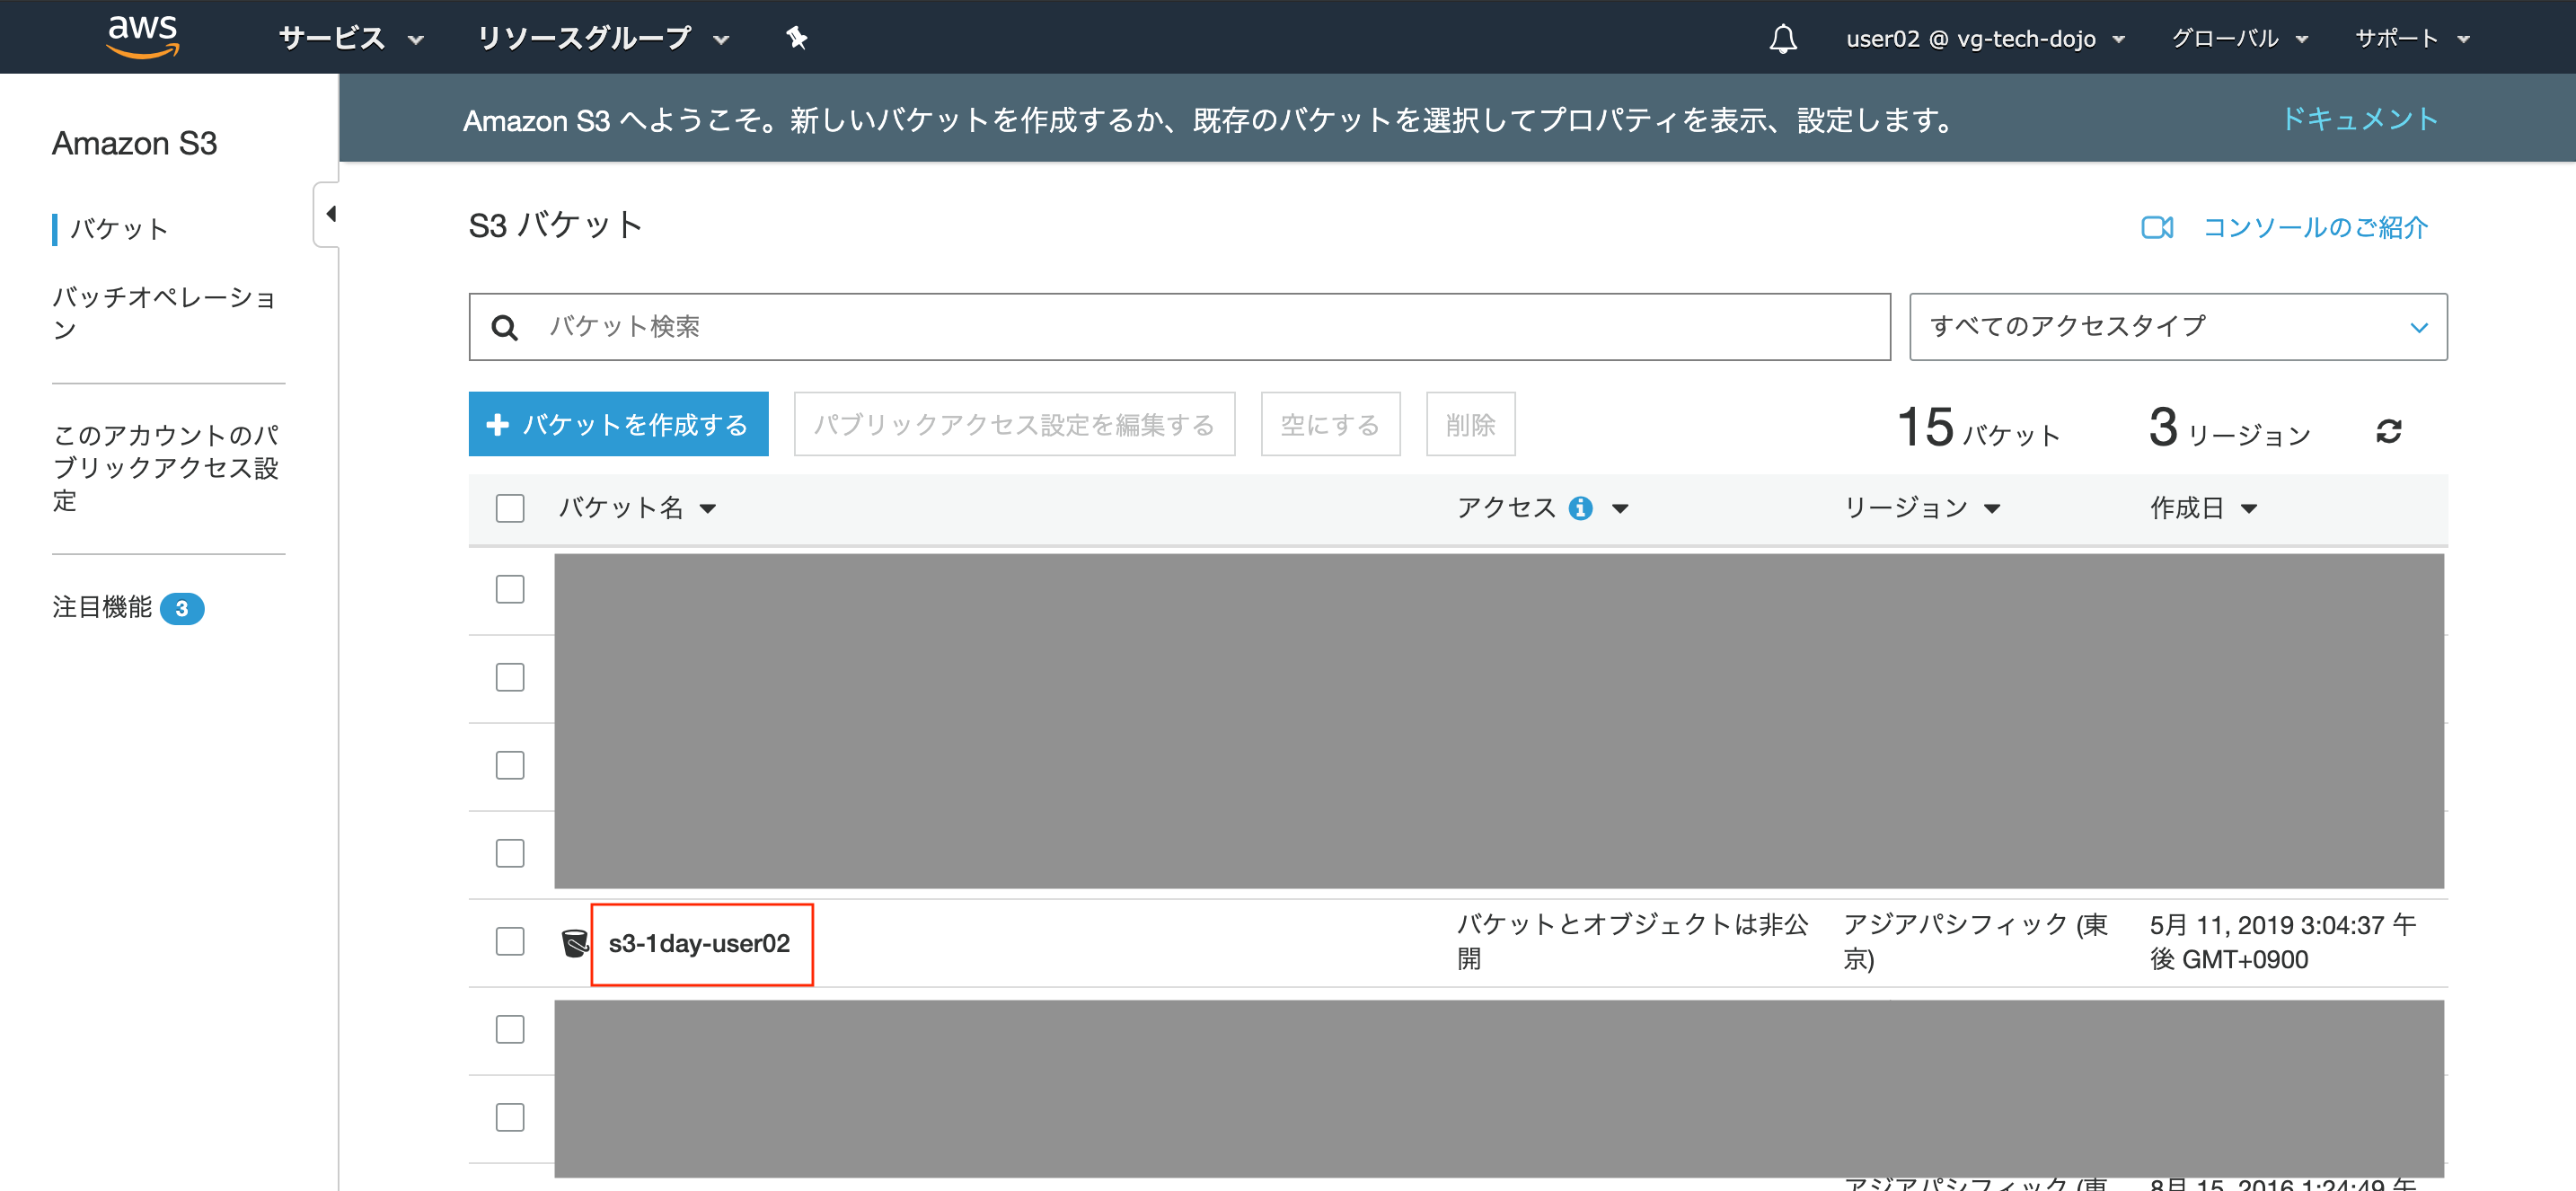 aws サービス リソースグループ user02 @ vg-tech-dojo グローバル サポート
Amazon S3
バケット
バッチオペレーショ
ン
このアカウントのパ
ブリックアクセス設
定
注目機能 3
Amazon S3 へようこそ。新しいバケットを作成するか、既存のバケットを選択してプロパティを表示、設定します。 ドキュメント
S3 バケット コンソールのご紹介
バケット検索 すべてのアクセスタイプ
バケットを作成する パブリックアクセス設定を編集する 空にする 削除 15 バケット 3 リージョン
バケット名 アクセス リージョン 作成日
s3-1day-user02
バケットとオブジェクトは非公
開
アジアパシフィック (東
京)
5月 11, 2019 3:04:37 午
後 GMT+0900
アジアパシフィック (東 8月 15, 2016 1:24:49 午